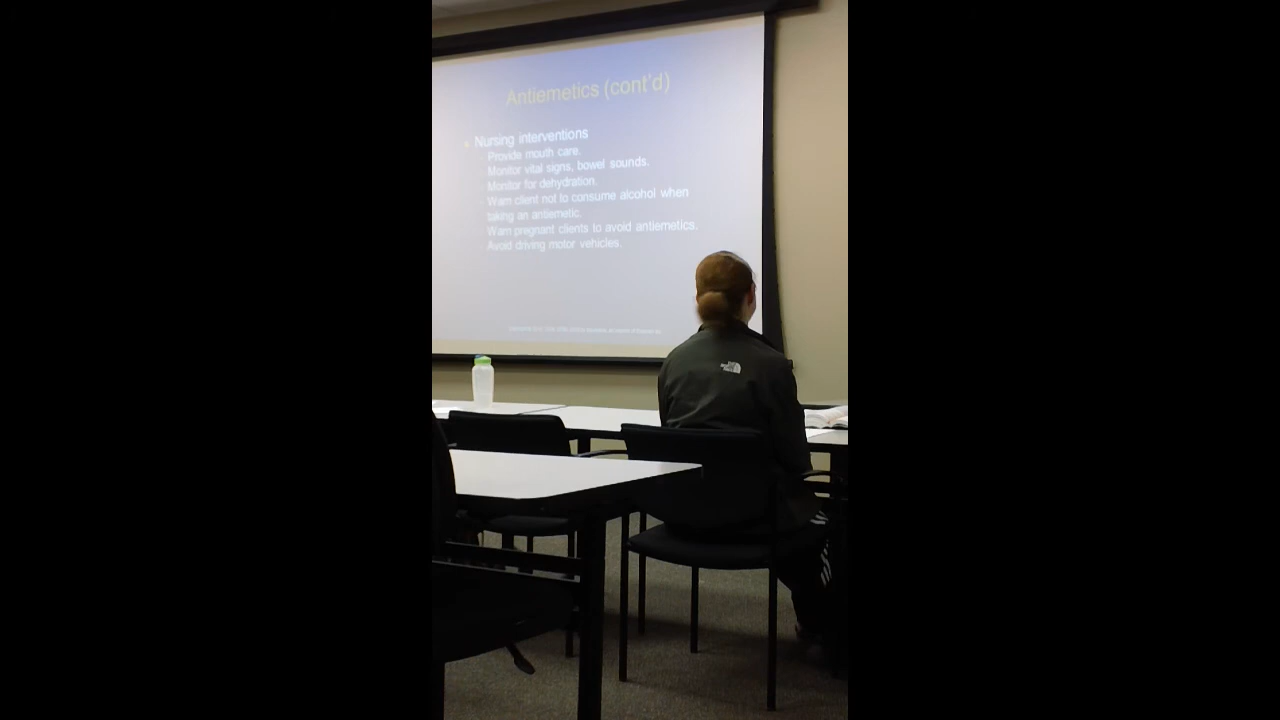 Antiemetics (cont'd)
Nursing interventions
Provide mouth care.
Monitor vital signs, bowel sounds.
Monitor for dehydration.
Warn client not to consume alcohol when
taking an antiemetic.
Warn pregnant clients to avoid antiemetics.
Avoid driving motor vehicles.